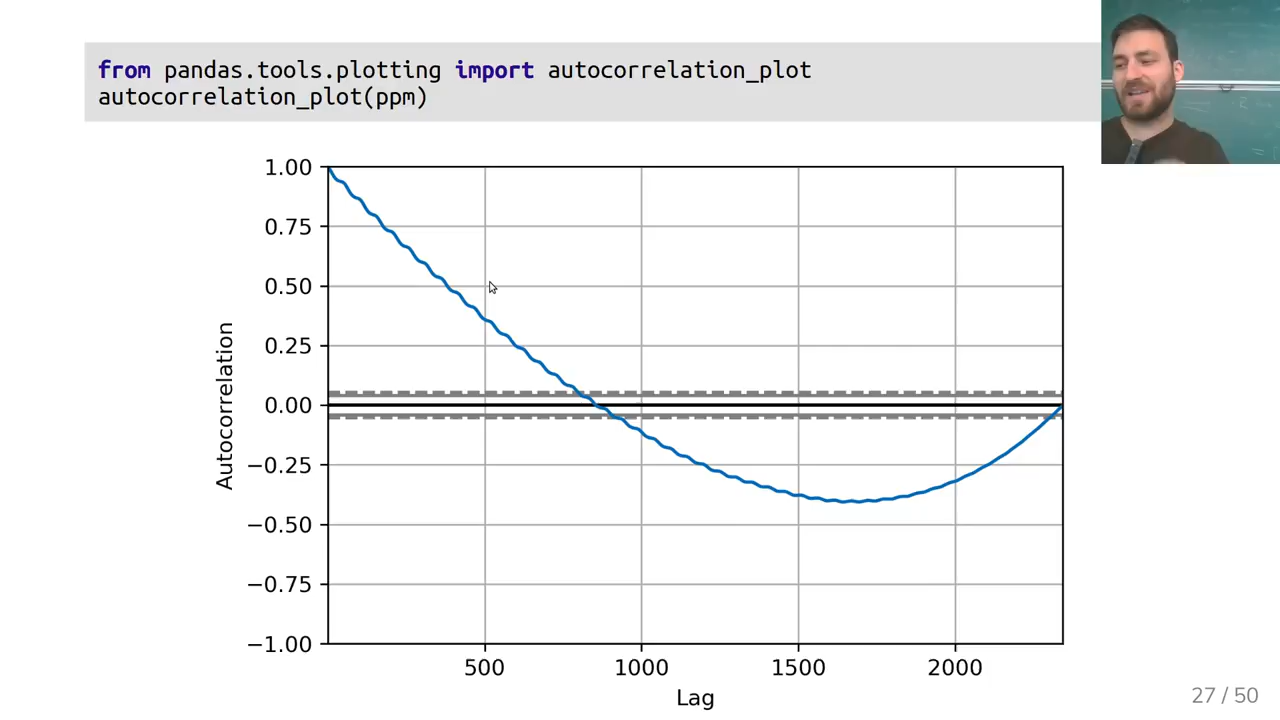 from pandas.tools.plotting import autocorrelation_plot
autocorrelation_plot(ppm)
1.00
0.75
0.50
0.25
0.00
−0.25
−0.50
−0.75
−1.00
Autocorrelation
500 1000 1500 2000
Lag
27 / 50